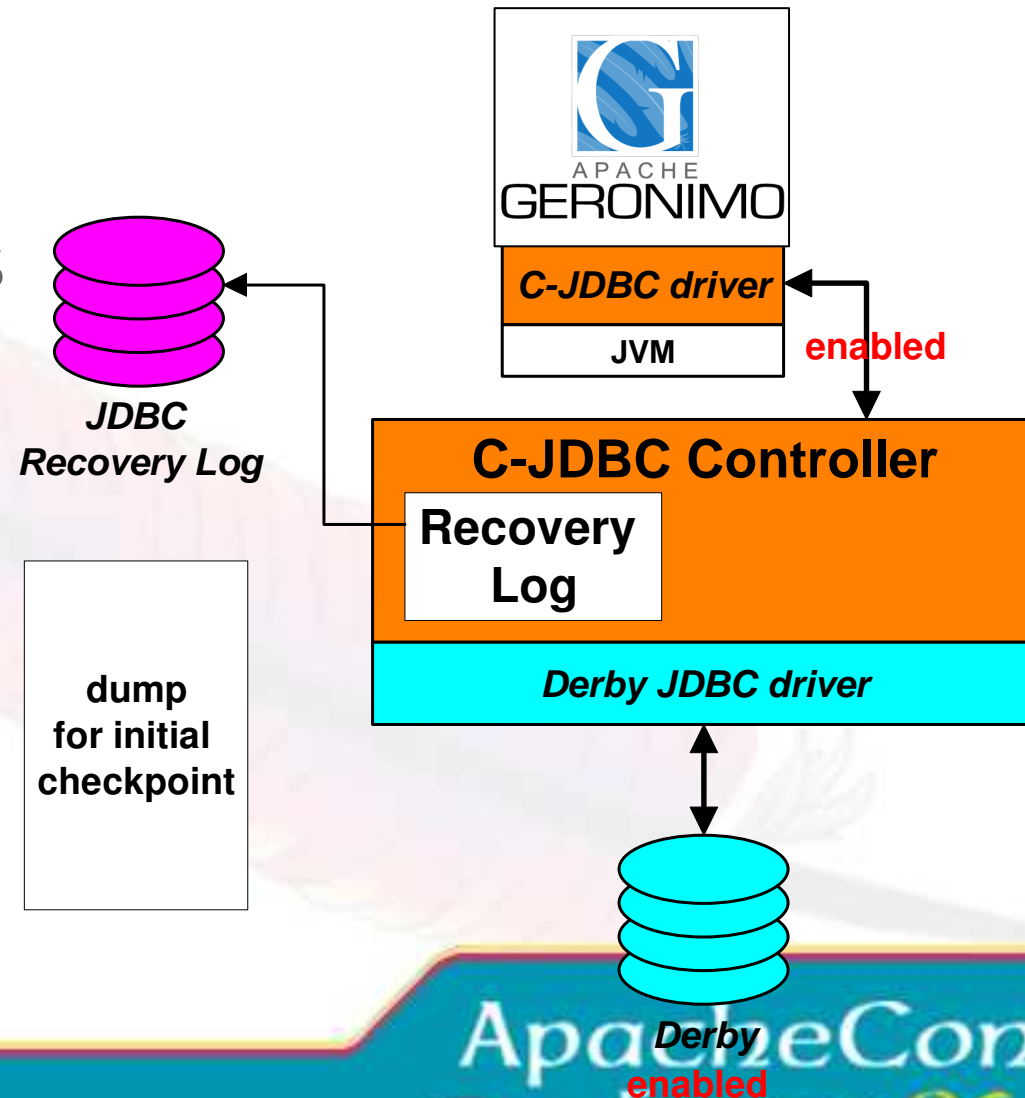 G
APACHE
GERONIMO
C-JDBC driver
JVM
enabled
JDBC
Recovery Log
C-JDBC Controller
Recovery
Log
Derby JDBC driver
dump
for initial
checkpoint
Derby
enabled
ApacheCon